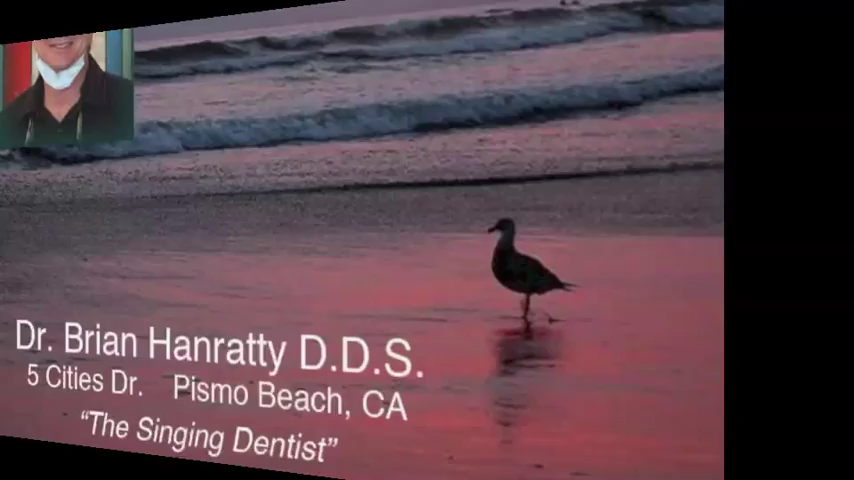 Dr. Brian Hanratty D.D.S.
5 Cities Dr. Pismo Beach, CA
“The Singing Dentist”